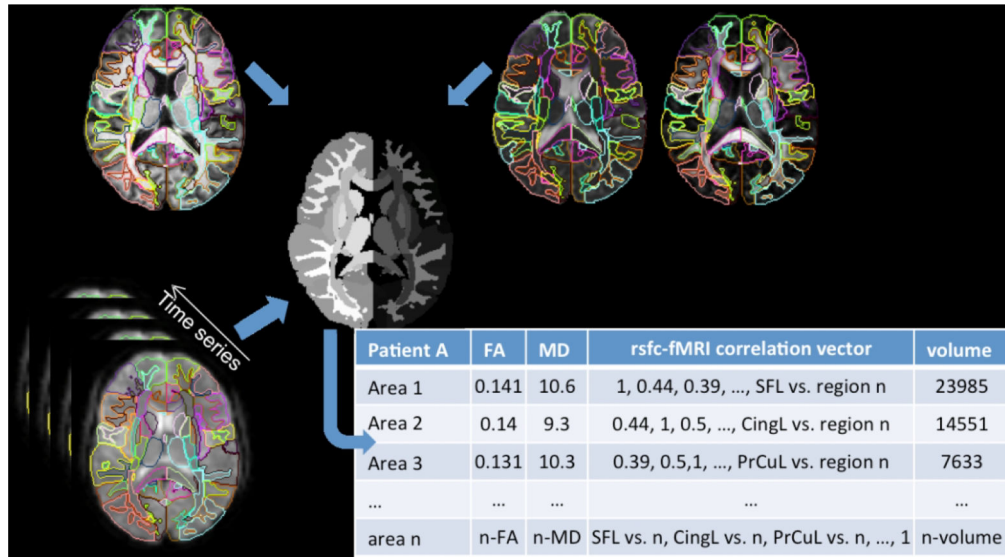 Time series
Patient A FA MD rsfc-fMRI correlation vector volume
Area 1 0.141 10.6 1, 0.44, 0.39, ..., SFL vs. region n 23985
Area 2 0.14 9.3 0.44, 1, 0.5, ..., CingL vs. region n 14551
Area 3 0.131 10.3 0.39, 0.5,1, ..., PrCuL vs. region n 7633
... ... ... ... ...
area n n-FA n-MD SFL vs. n, CingL vs. n, PrCuL vs. n, ..., 1 n-volume